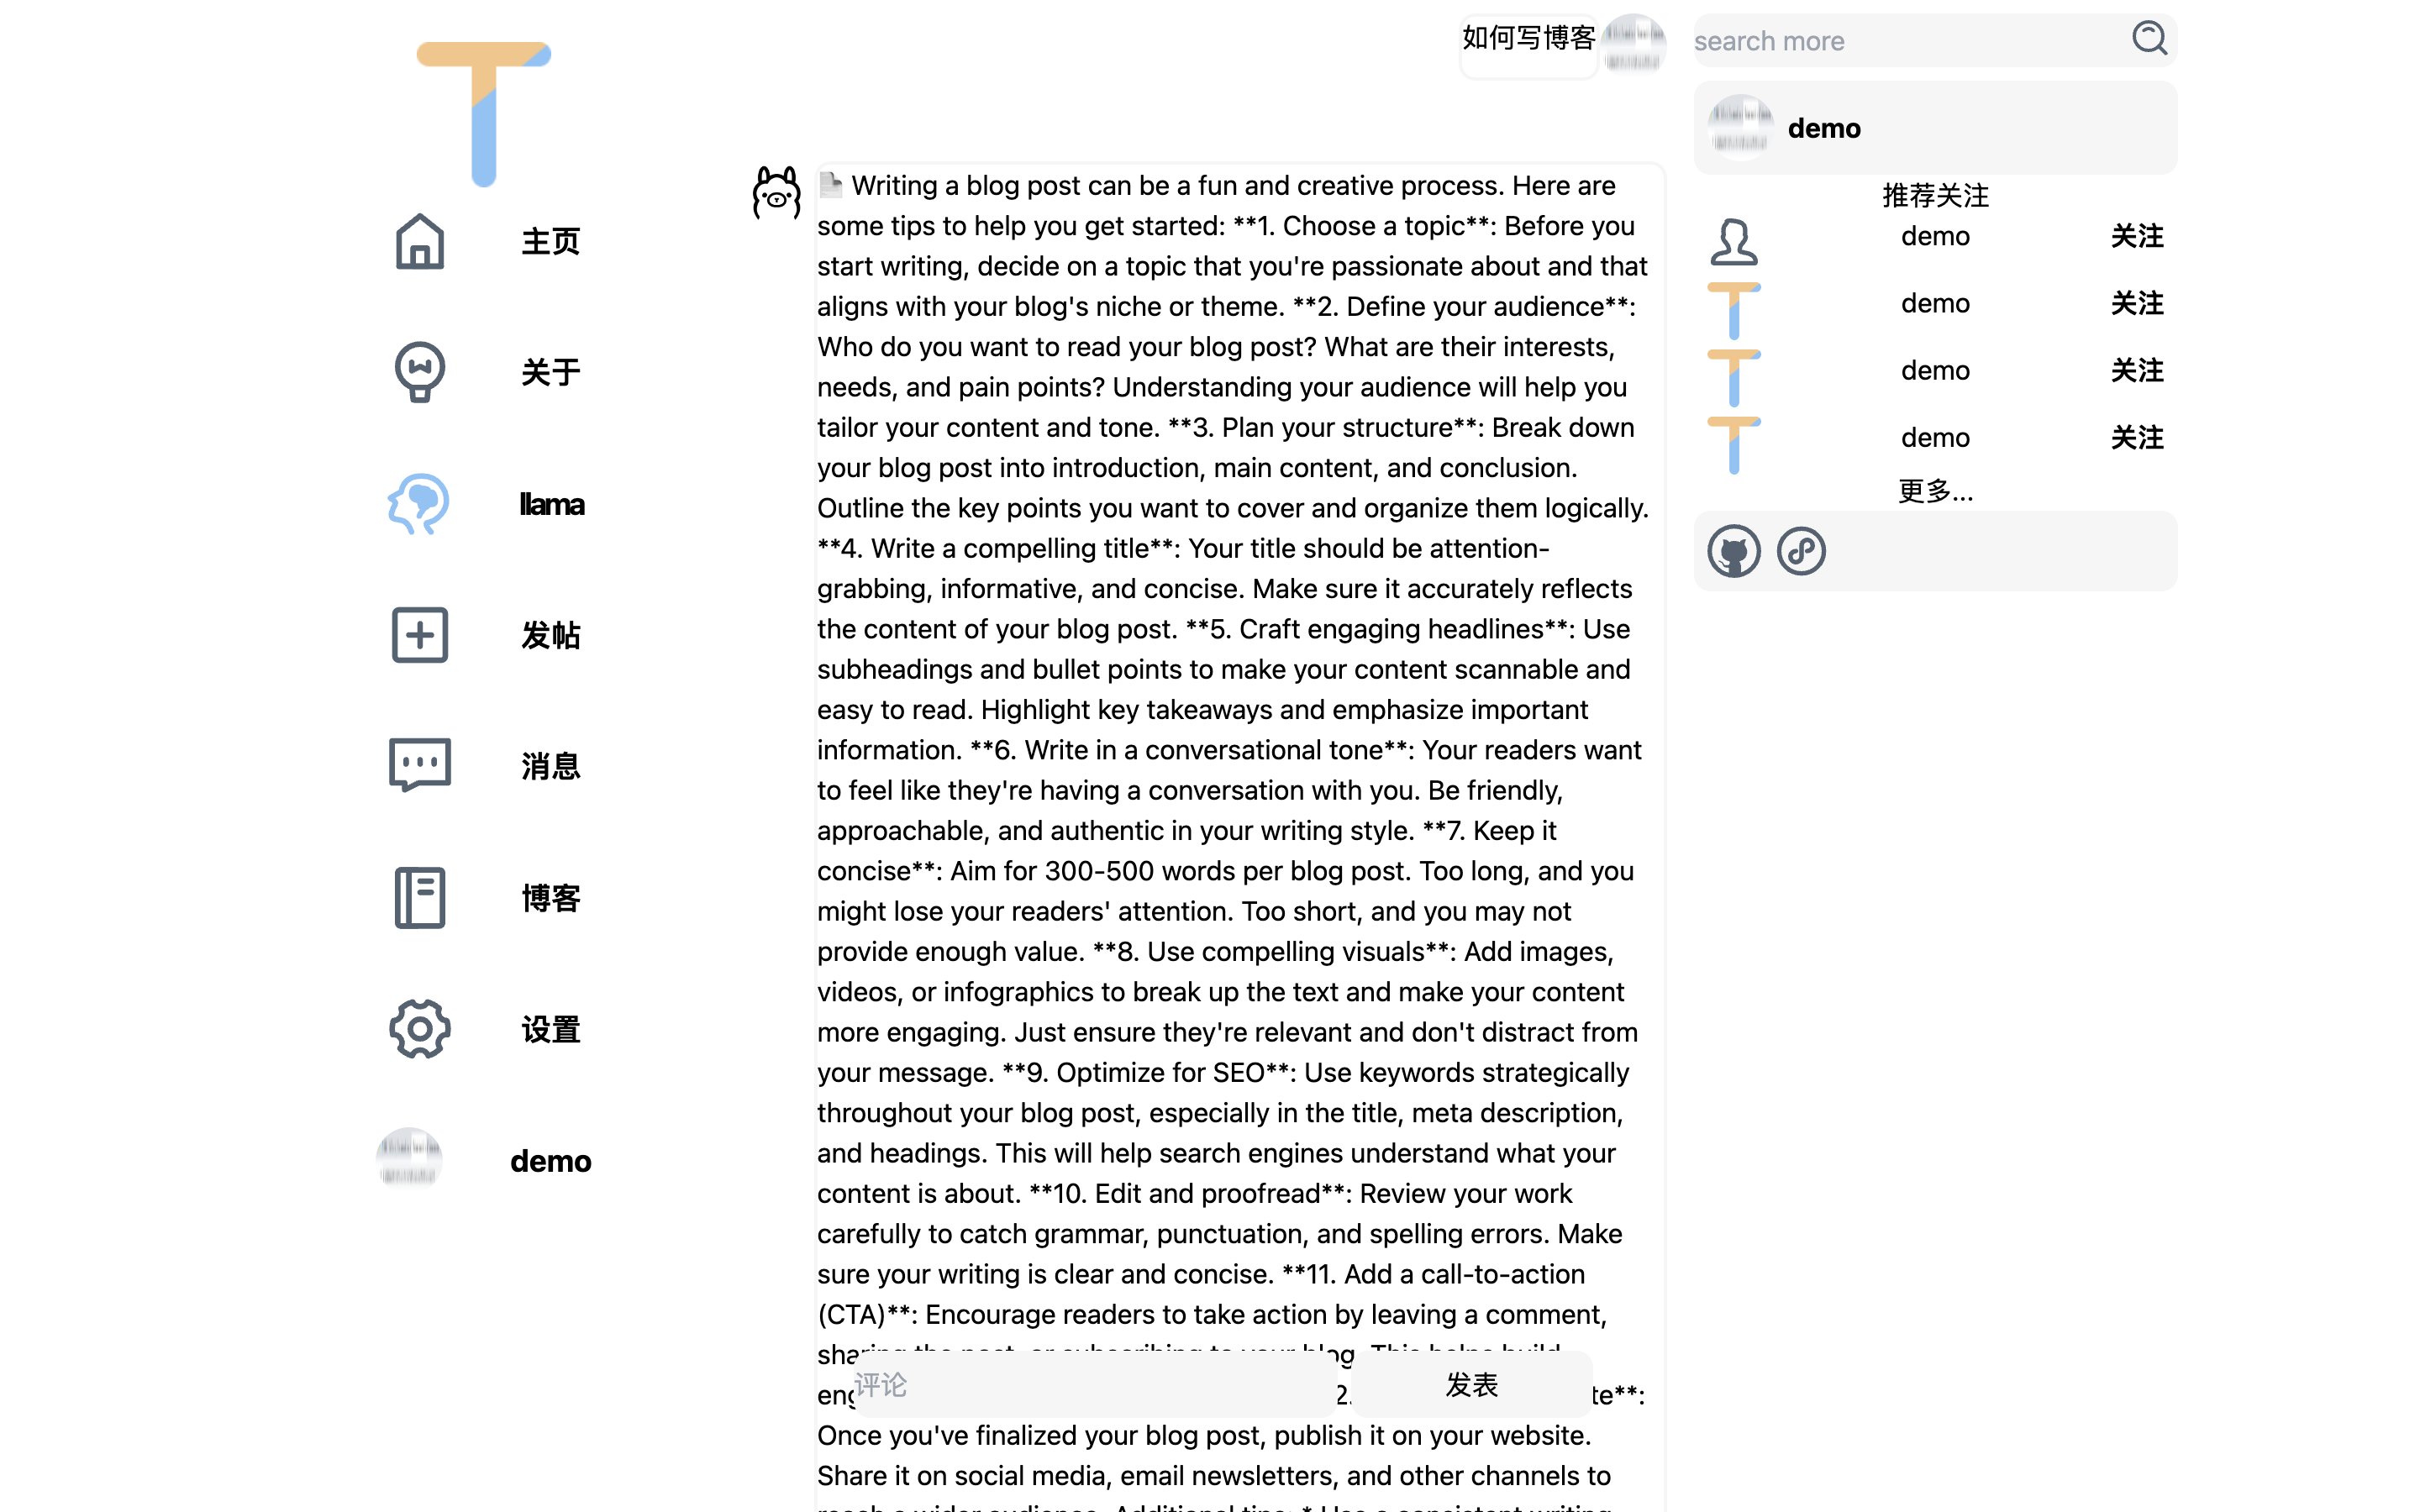 主页
关于
llama
发帖
消息
博客
设置
demo
如何写博客
Writing a blog post can be a fun and creative process. Here are
some tips to help you get started: **1. Choose a topic**: Before you
start writing, decide on a topic that you're passionate about and that
aligns with your blog's niche or theme. **2. Define your audience**:
Who do you want to read your blog post? What are their interests,
needs, and pain points? Understanding your audience will help you
tailor your content and tone. **3. Plan your structure**: Break down
your blog post into introduction, main content, and conclusion.
Outline the key points you want to cover and organize them logically.
**4. Write a compelling title**: Your title should be attention-
grabbing, informative, and concise. Make sure it accurately reflects
the content of your blog post. **5. Craft engaging headlines**: Use
subheadings and bullet points to make your content scannable and
easy to read. Highlight key takeaways and emphasize important
information. **6. Write in a conversational tone**: Your readers want
to feel like they're having a conversation with you. Be friendly,
approachable, and authentic in your writing style. **7. Keep it
concise**: Aim for 300-500 words per blog post. Too long, and you
might lose your readers' attention. Too short, and you may not
provide enough value. **8. Use compelling visuals**: Add images,
videos, or infographics to break up the text and make your content
more engaging. Just ensure they're relevant and don't distract from
your message. **9. Optimize for SEO**: Use keywords strategically
throughout your blog post, especially in the title, meta description,
and headings. This will help search engines understand what your
content is about. **10. Edit and proofread**: Review your work
carefully to catch grammar, punctuation, and spelling errors. Make
sure your writing is clear and concise. **11. Add a call-to-action
(CTA)**: Encourage readers to take action by leaving a comment,
sharing the post, or subscribing to your blog. This helps build
eng 2. te**:
评论
发表
Once you've finalized your blog post, publish it on your website.
Share it on social media, email newsletters, and other channels to
reach a wider audience. Additional tips: * Use a consistent writing
search more
demo
推荐关注
demo 关注
demo 关注
demo 关注
demo 关注
更多...